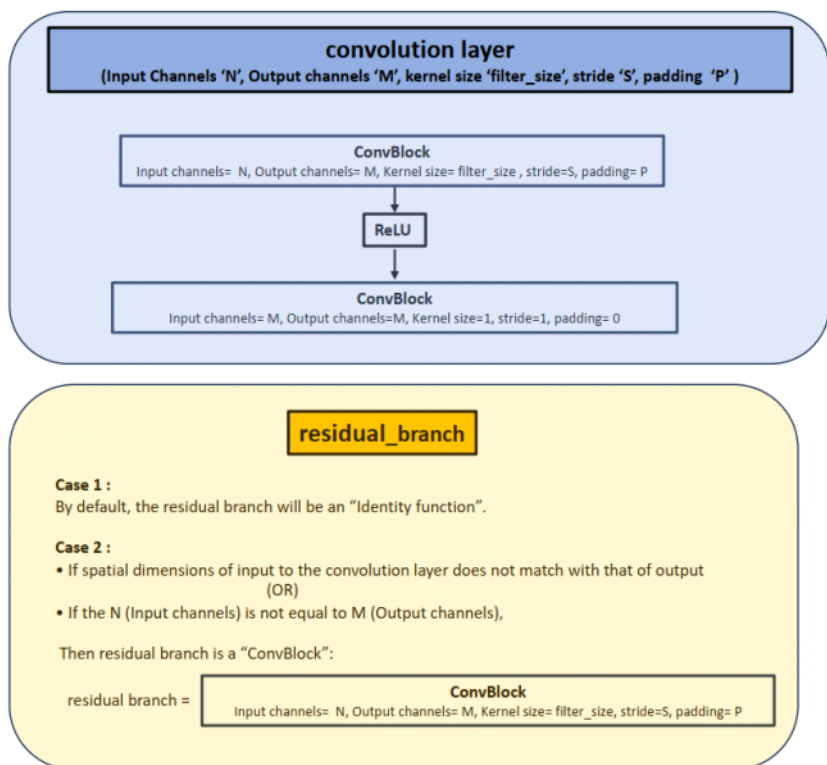 convolution layer
(Input Channels ‘N’, Output channels ‘M’, kernel size ‘filter_size’, stride ‘S’, padding ‘P’ )
ConvBlock
Input channels= N, Output channels= M, Kernel size= filter_size , stride=S, padding= P
ReLU
ConvBlock
Input channels= M, Output channels=M, Kernel size=1, stride=1, padding= 0
residual_branch
Case 1 :
By default, the residual branch will be an “Identity function”.
Case 2 :
• If spatial dimensions of input to the convolution layer does not match with that of output
(OR)
• If the N (Input channels) is not equal to M (Output channels),
Then residual branch is a “ConvBlock”:
residual branch =
ConvBlock
Input channels= N, Output channels= M, Kernel size= filter_size, stride=S, padding= P